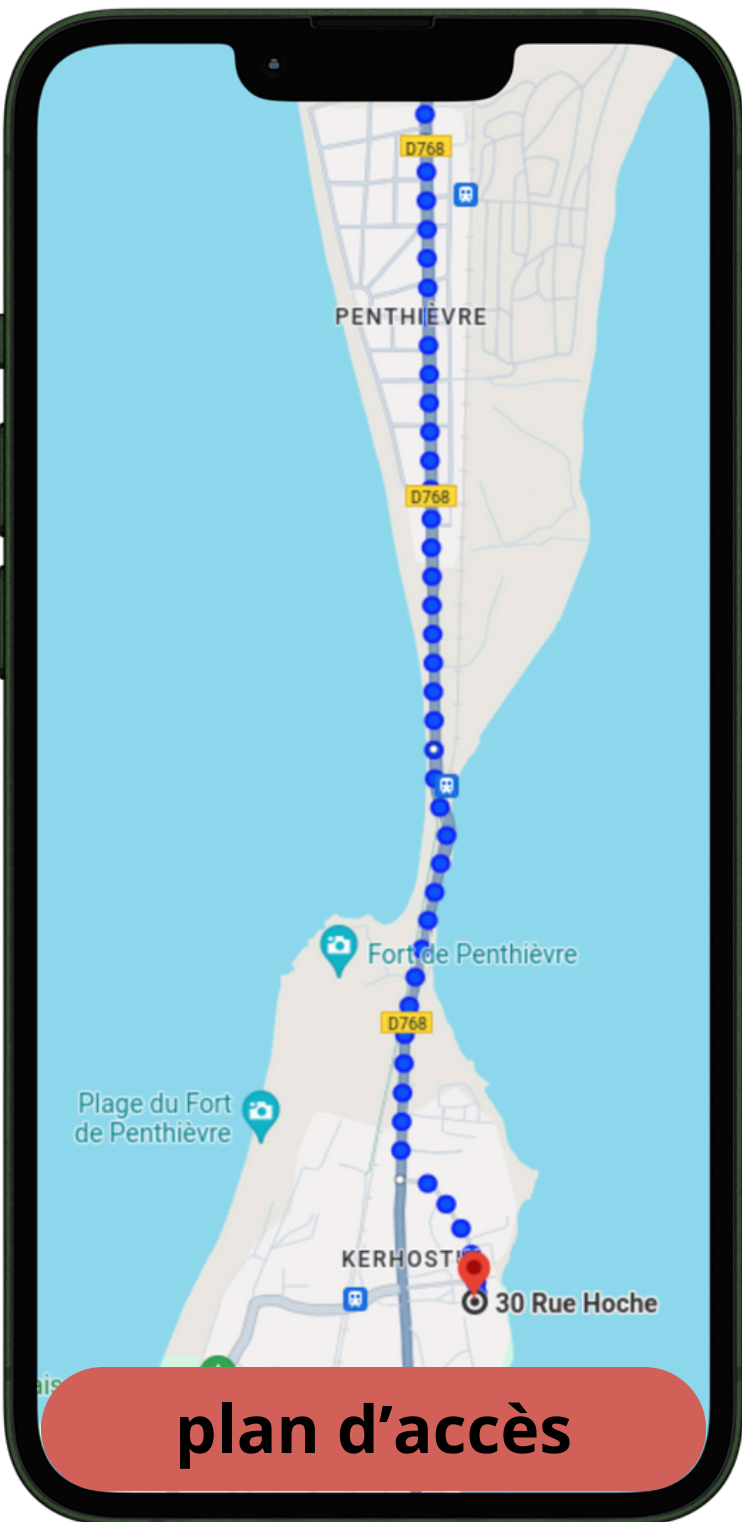 D768
PENTHIÈVRE
D768
Fort de Penthièvre
D768
Plage du Fort
de Penthièvre
30 Rue Hoche
plan d’accès